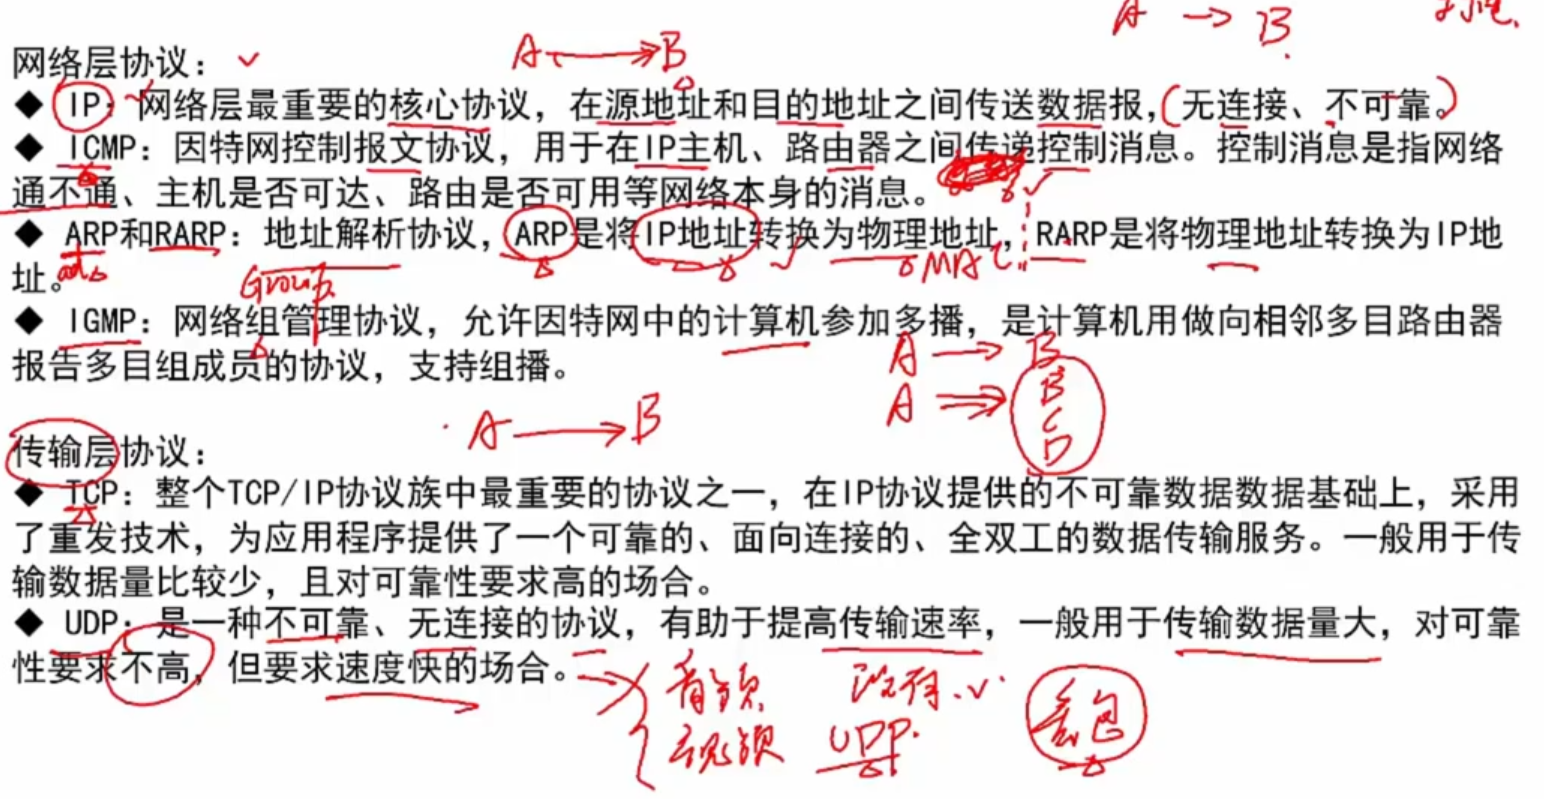 A → B
网络层协议：
A → B
◆ IP：网络层最重要的核心协议，在源地址和目的地址之间传送数据报，(无连接、不可靠。)
◆ ICMP：因特网控制报文协议，用于在IP主机、路由器之间传递控制消息。控制消息是指网络
通不通、主机是否可达、路由是否可用等网络本身的消息。
◆ ARP和RARP：地址解析协议，ARP是将IP地址转换为物理地址，RARP是将物理地址转换为IP地
址。
Group
MAC
◆ IGMP：网络组管理协议，允许因特网中的计算机参加多播，是计算机用做向相邻多目路由器
报告多目组成员的协议，支持组播。
A → B
A ⇒ B
C
D
A → B
传输层协议：
◆ TCP：整个TCP/IP协议族中最重要的协议之一，在IP协议提供的不可靠数据数据基础上，采用
了重发技术，为应用程序提供了一个可靠的、面向连接的、全双工的数据传输服务。一般用于传
输数据量比较少，且对可靠性要求高的场合。
◆ UDP：是一种不可靠、无连接的协议，有助于提高传输速率，一般用于传输数据量大，对可靠
性要求不高，但要求速度快的场合。
音频
视频 UDP.
丢包